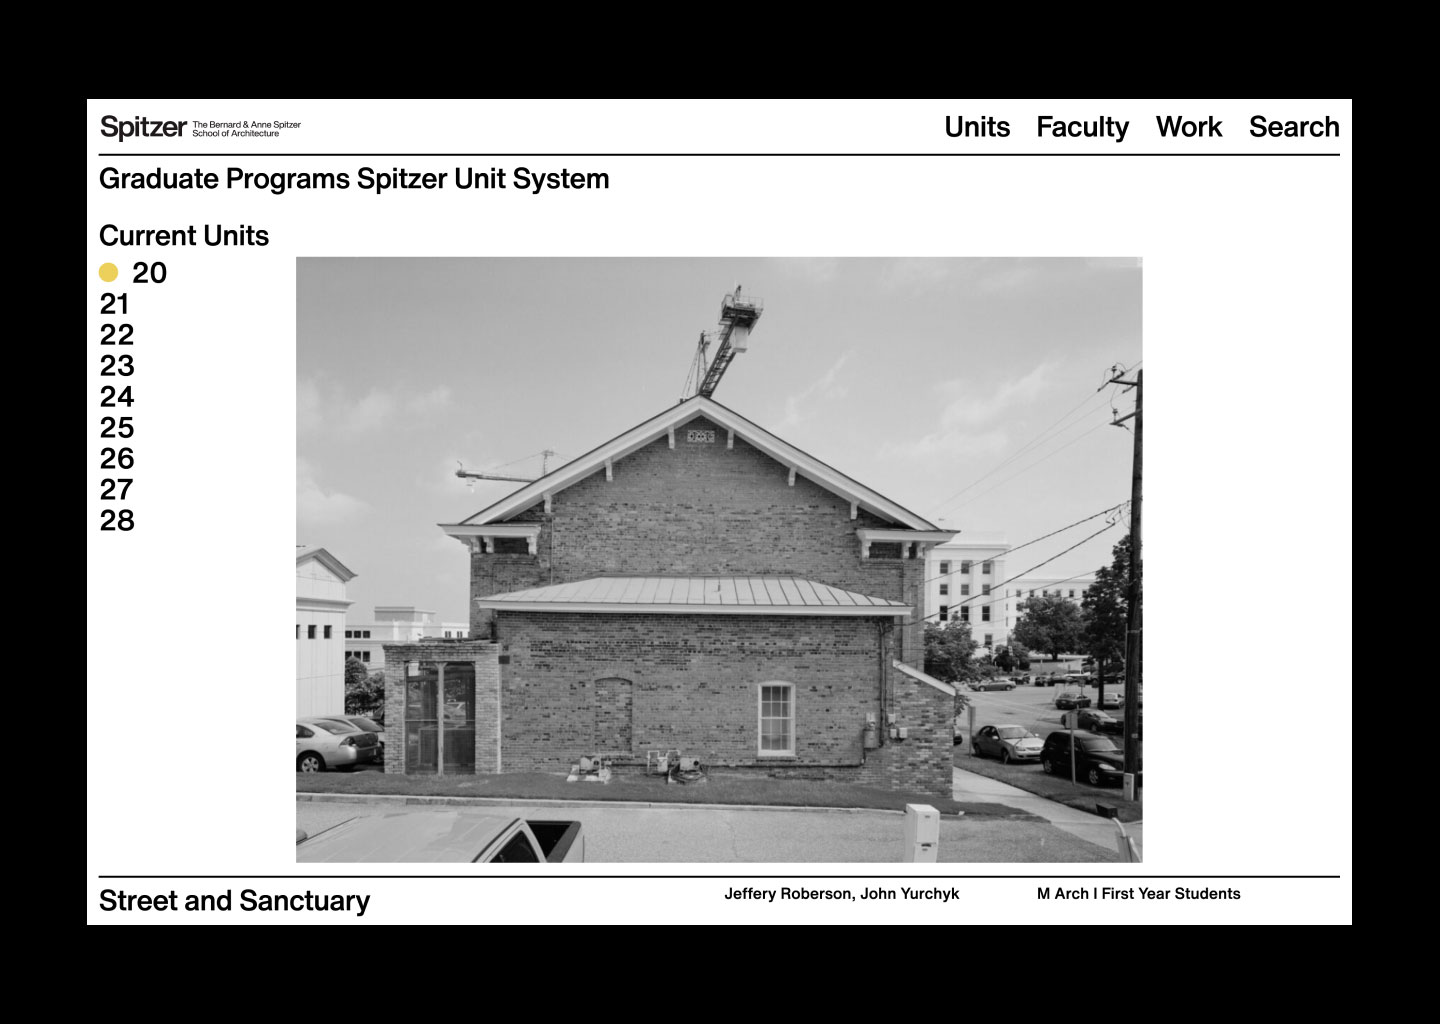 Spitzer
The Bernard & Anne Spitzer
School of Architecture
Units Faculty Work Search
Graduate Programs Spitzer Unit System
Current Units
20
21
22
23
24
25
26
27
28
Street and Sanctuary
Jeffery Roberson, John Yurchyk
M Arch I First Year Students